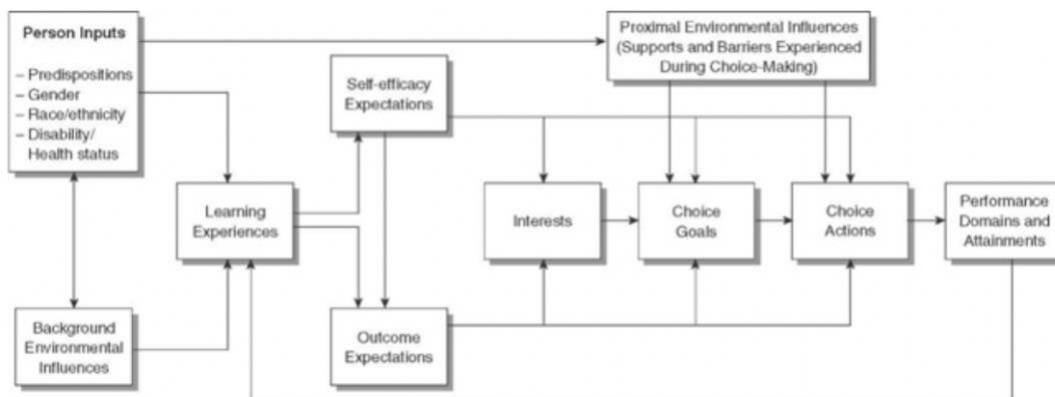 Person Inputs
– Predispositions
– Gender
– Race/ethnicity
– Disability/
Health status
Proximal Environmental Influences
(Supports and Barriers Experienced
During Choice-Making)
Self-efficacy
Expectations
Learning
Experiences
Interests
Choice
Goals
Choice
Actions
Performance
Domains and
Attainments
Background
Environmental
Influences
Outcome
Expectations